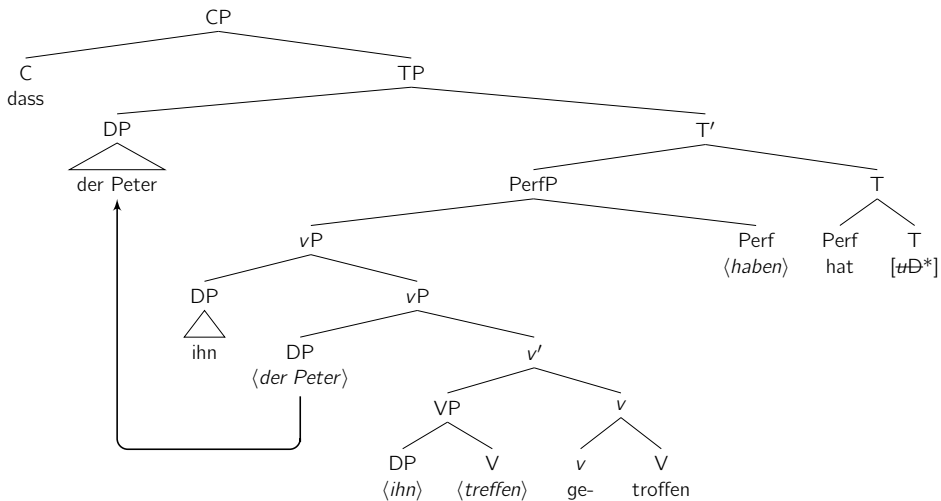 CP
C TP
dass
DP T′
der Peter PerfP T
vP Perf Perf T
⟨haben⟩ hat [uD*]
DP vP
ihn DP v′
⟨der Peter⟩
VP v
DP V v V
⟨ihn⟩ ⟨treffen⟩ ge- troffen